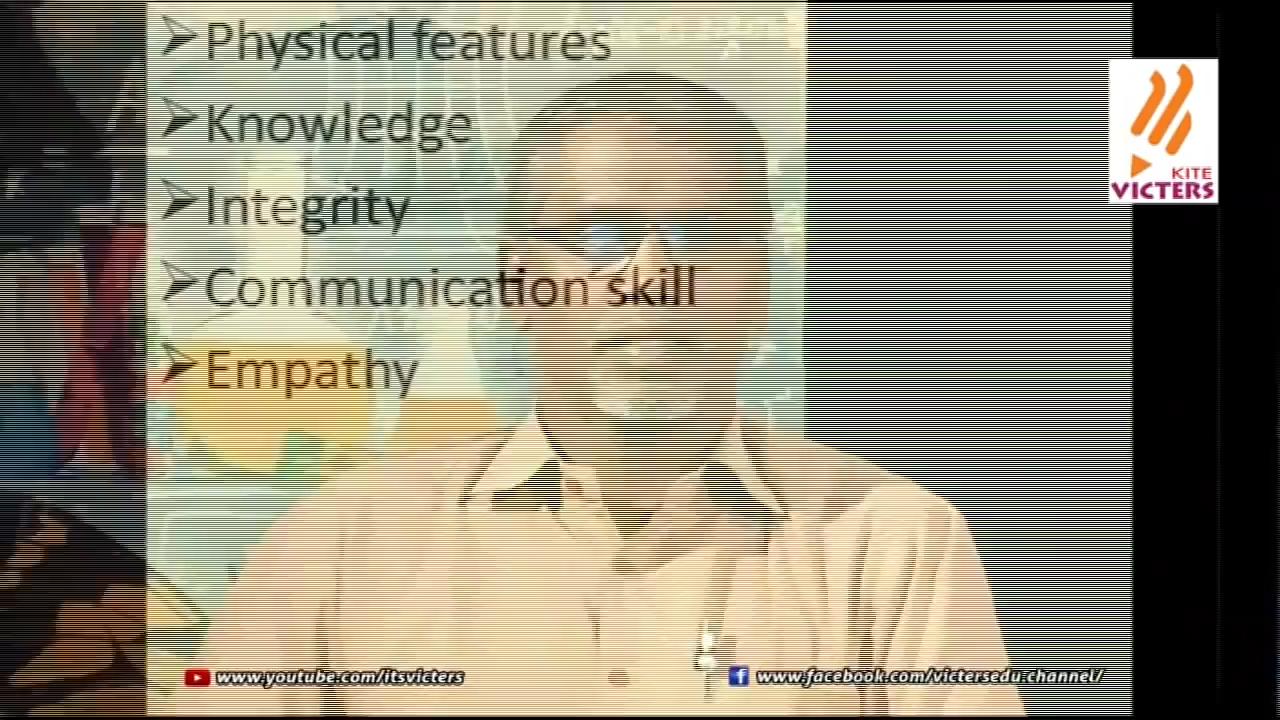 Physical features
Knowledge
Integrity
Communication skill
Empathy
KITE
VICTERS
www.youtube.com/itsvicters
www.facebook.com/victersedu.channel/